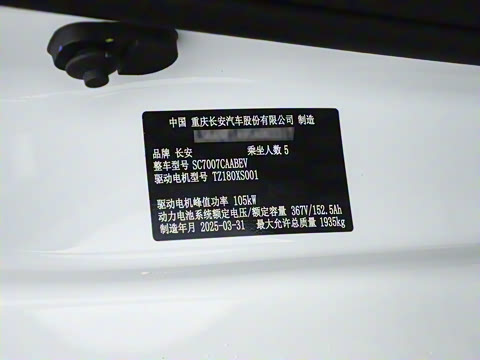 中国 重庆长安汽车股份有限公司 制造
品牌 长安 乘坐人数 5
整车型号 SC7007CAABEV
驱动电机型号 TZ180XS001
驱动电机峰值功率 105kW
动力电池系统额定电压/额定容量 367V/152.5Ah
制造年月 2025-03-31 最大允许总质量 1935kg